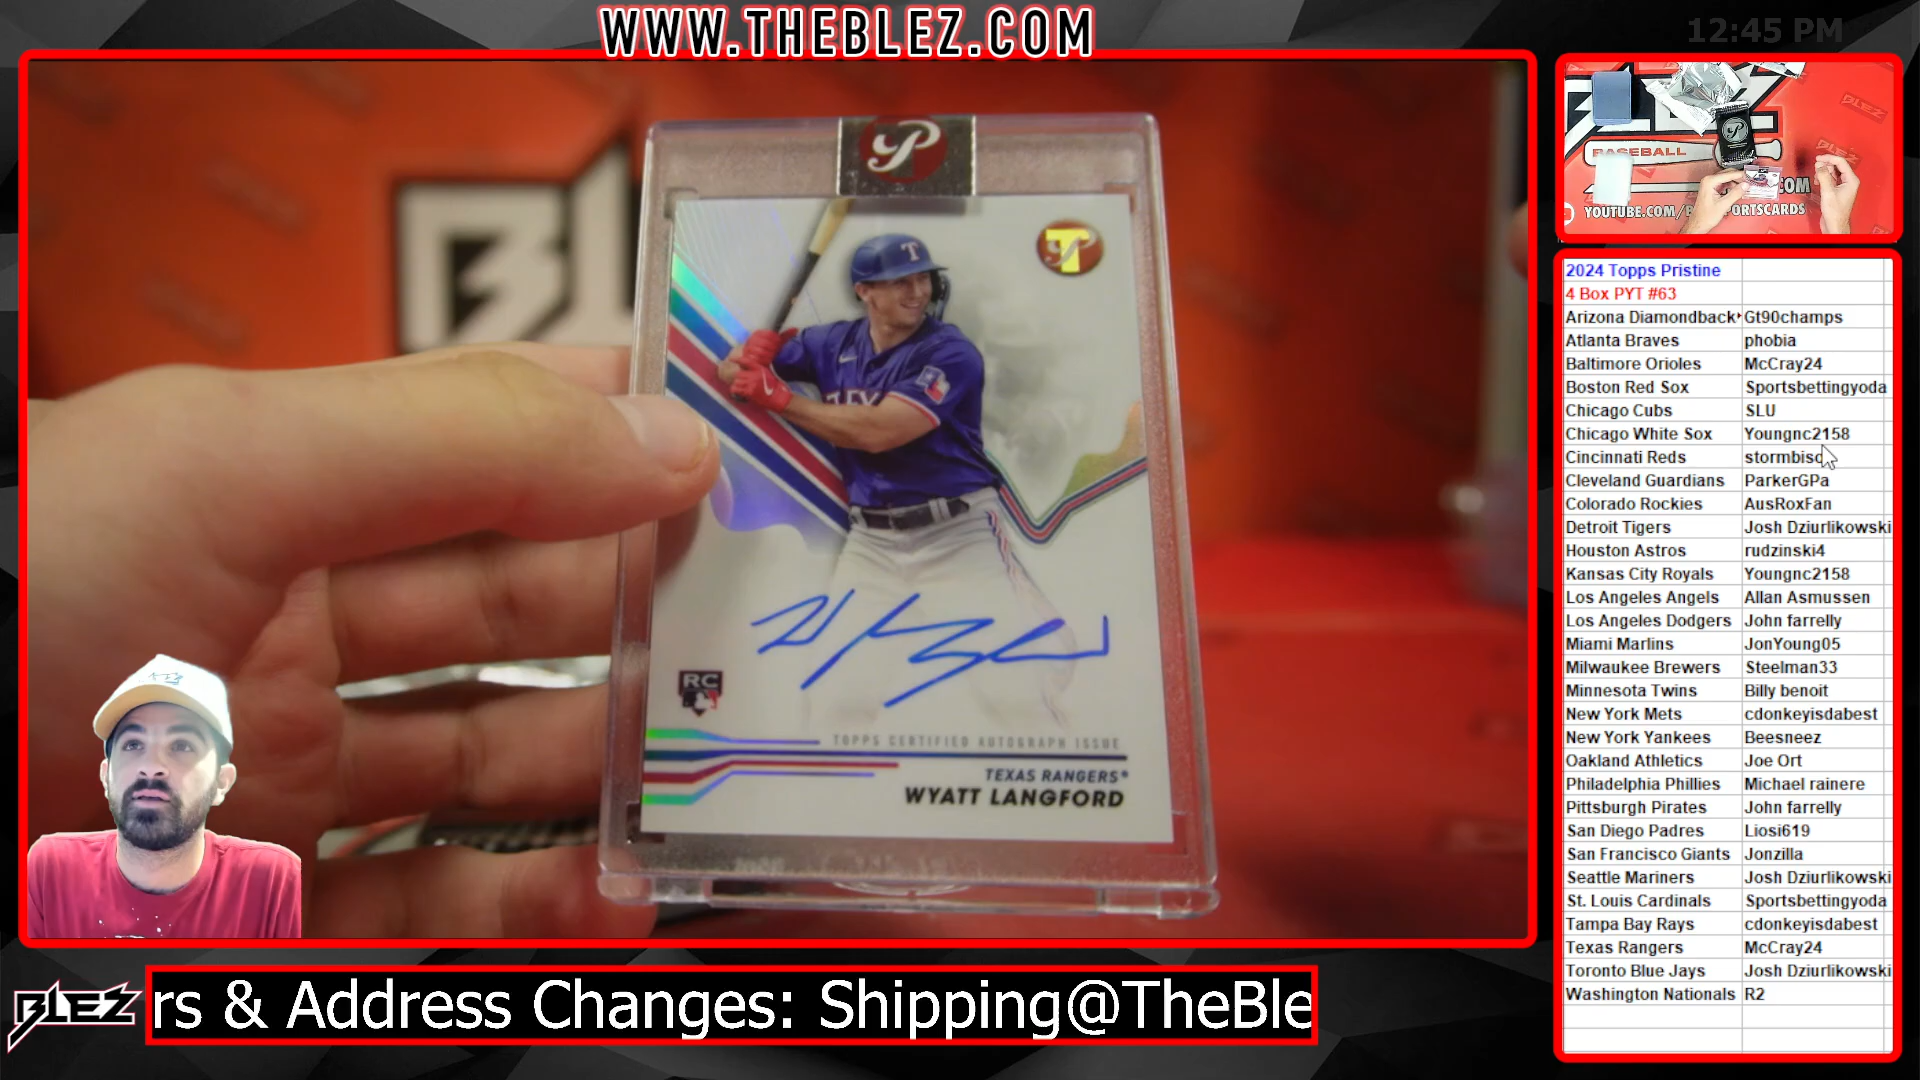 WWW.THEBLEZ.COM
12:45 PM
BLEZ
BASEBALL
.COM
YOUTUBE.COM/B
PORTSCARDS
P
T
T
RC
TOPPS CERTIFIED AUTOGRAPH ISSUE
TEXAS RANGERS®
WYATT LANGFORD
2024 Topps Pristine
4 Box PYT #63
Arizona Diamondback Gt90champs
Atlanta Braves phobia
Baltimore Orioles McCray24
Boston Red Sox Sportsbettingyoda
Chicago Cubs SLU
Chicago White Sox Youngnc2158
Cincinnati Reds stormbisc
Cleveland Guardians ParkerGPa
Colorado Rockies AusRoxFan
Detroit Tigers Josh Dziurlikowski
Houston Astros rudzinski4
Kansas City Royals Youngnc2158
Los Angeles Angels Allan Asmussen
Los Angeles Dodgers John farrelly
Miami Marlins JonYoung05
Milwaukee Brewers Steelman33
Minnesota Twins Billy benoit
New York Mets cdonkeyisdabest
New York Yankees Beesneez
Oakland Athletics Joe Ort
Philadelphia Phillies Michael rainere
Pittsburgh Pirates John farrelly
San Diego Padres Liosi619
San Francisco Giants Jonzilla
Seattle Mariners Josh Dziurlikowski
St. Louis Cardinals Sportsbettingyoda
Tampa Bay Rays cdonkeyisdabest
Texas Rangers McCray24
Toronto Blue Jays Josh Dziurlikowski
Washington Nationals R2
BLEZ
rs & Address Changes: Shipping@TheBle